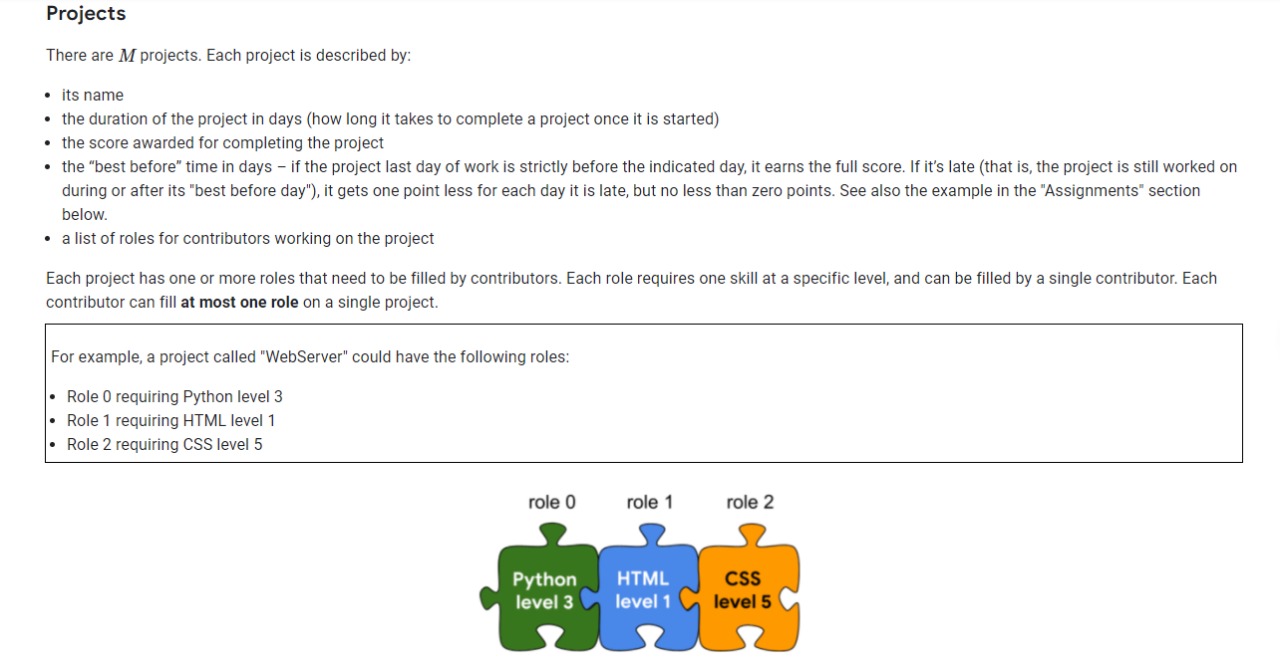 Projects
There are M projects. Each project is described by:
• its name
• the duration of the project in days (how long it takes to complete a project once it is started)
• the score awarded for completing the project
• the “best before” time in days – if the project last day of work is strictly before the indicated day, it earns the full score. If it's late (that is, the project is still worked on
during or after its "best before day"), it gets one point less for each day it is late, but no less than zero points. See also the example in the "Assignments" section
below.
• a list of roles for contributors working on the project
Each project has one or more roles that need to be filled by contributors. Each role requires one skill at a specific level, and can be filled by a single contributor. Each
contributor can fill at most one role on a single project.
For example, a project called "WebServer" could have the following roles:
• Role 0 requiring Python level 3
• Role 1 requiring HTML level 1
• Role 2 requiring CSS level 5
role 0 role 1 role 2
Python HTML CSS
level 3 level 1 level 5